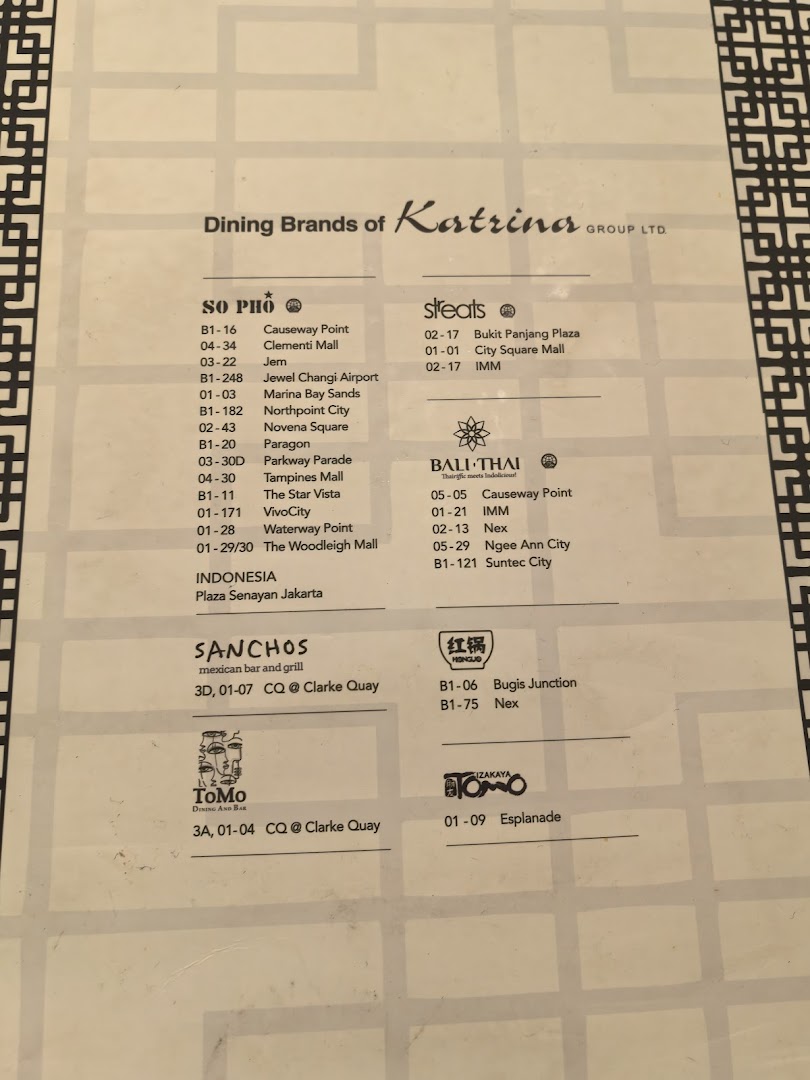 Dining Brands of Katrina GROUP LTD.
SO PHỞ
B1-16 Causeway Point
04-34 Clementi Mall
03-22 Jem
B1-248 Jewel Changi Airport
01-03 Marina Bay Sands
B1-182 Northpoint City
02-43 Novena Square
B1-20 Paragon
03-30D Parkway Parade
04-30 Tampines Mall
B1-11 The Star Vista
01-171 VivoCity
01-28 Waterway Point
01-29/30 The Woodleigh Mall
INDONESIA
Plaza Senayan Jakarta
SANCHOS
mexican bar and grill
3D, 01-07 CQ @ Clarke Quay
ToMo
DINING AND BAR
3A, 01-04 CQ @ Clarke Quay
streats
02-17 Bukit Panjang Plaza
01-01 City Square Mall
02-17 IMM
BALI·THAI
Thairiffic meets Indolicious!
05-05 Causeway Point
01-21 IMM
02-13 Nex
05-29 Ngee Ann City
B1-121 Suntec City
红锅
HONGUO
B1-06 Bugis Junction
B1-75 Nex
IZAKAYA
TOMO
01-09 Esplanade